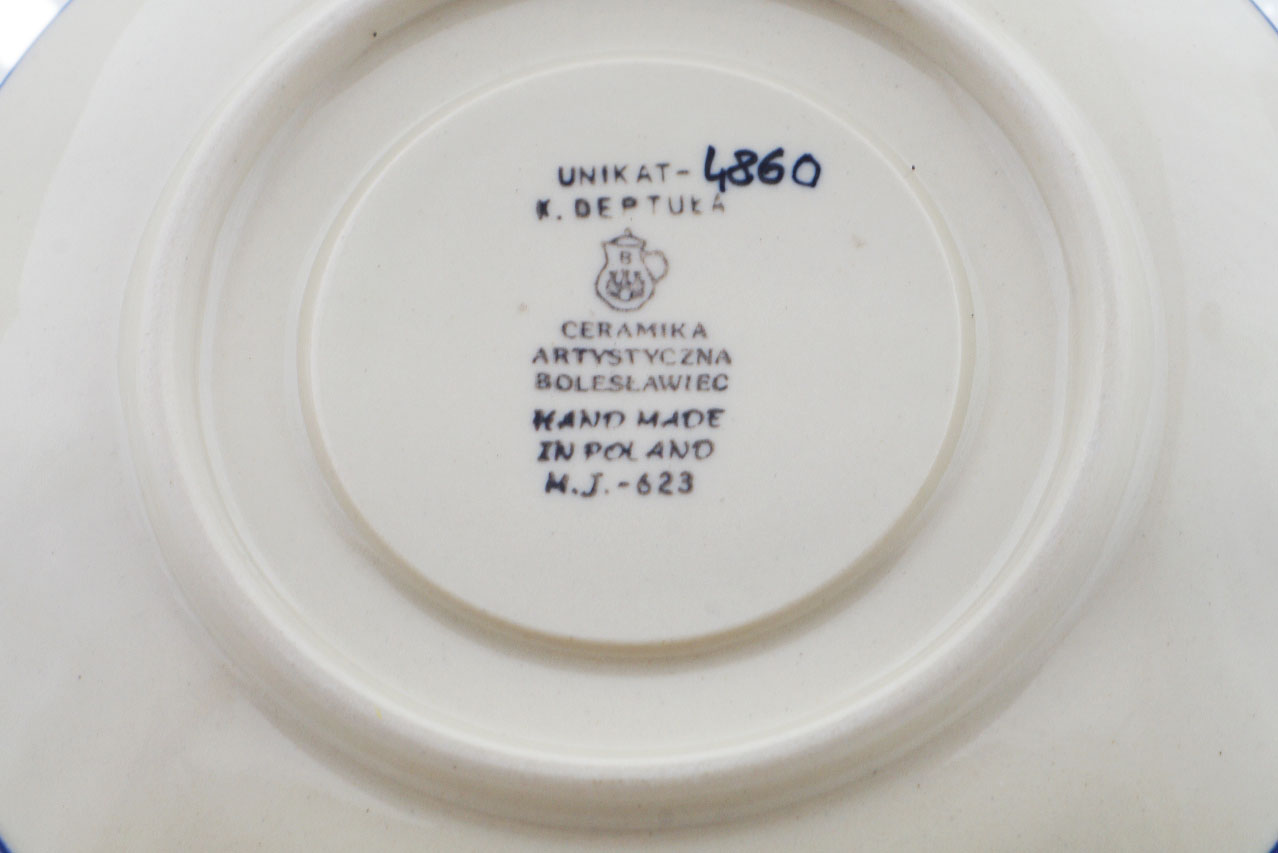 UNIKAT-4860
K. DEPTUŁA
B
CERAMIKA
ARTYSTYCZNA
BOLESŁAWIEC
HAND MADE
IN POLAND
M.J.-623